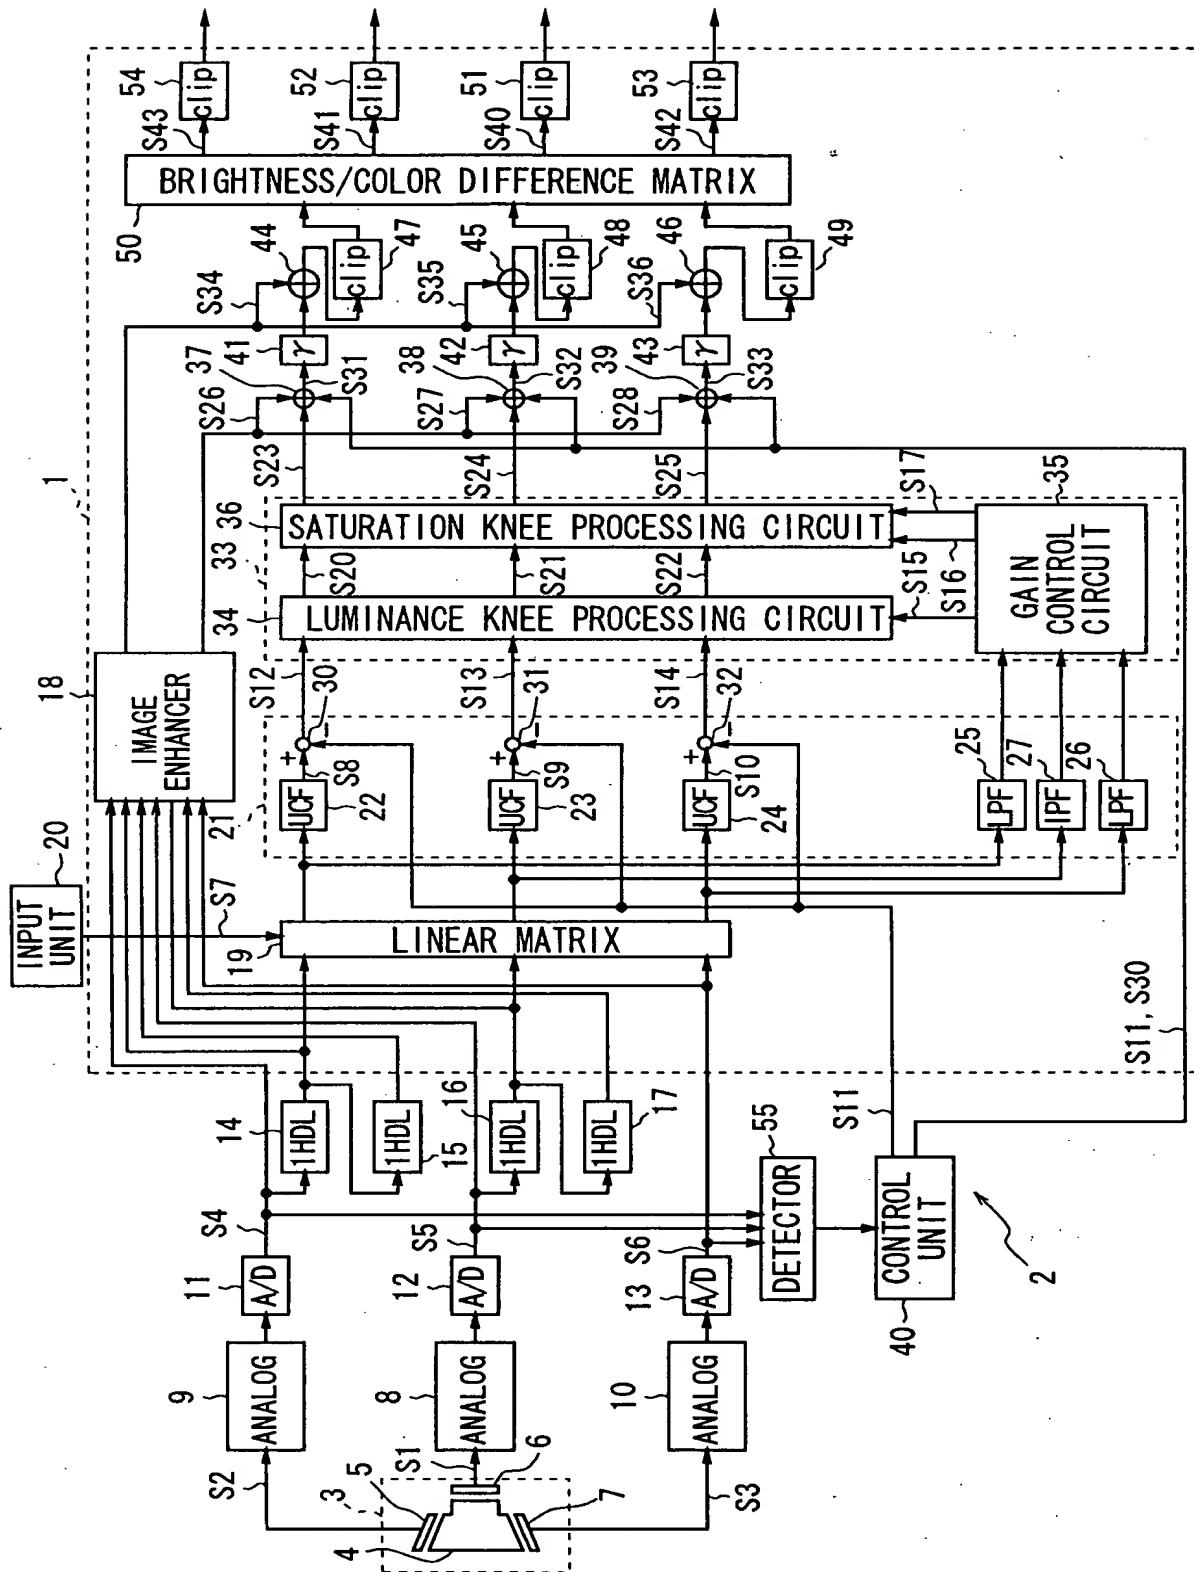 1
2
3
4
5
6
7
S1
S2
S3
9
ANALOG
8
ANALOG
10
ANALOG
11
A/D
12
A/D
13
A/D
S4
S5
S6
14
1HDL
15
1HDL
16
1HDL
17
1HDL
DETECTOR
55
CONTROL
UNIT
40
S11
S11, S30
INPUT
UNIT
20
S7
18
IMAGE
ENHANCER
19
LINEAR MATRIX
21
UCF
22
UCF
23
UCF
24
LPF
25
IPF
27
LPF
26
+
S8
-
30
+
S9
-
31
+
S10
-
32
S12
S13
S14
33
34
LUMINANCE KNEE PROCESSING CIRCUIT
S20
S21
S22
36
SATURATION KNEE PROCESSING CIRCUIT
S15
S16
S17
GAIN
CONTROL
CIRCUIT
35
S23
S24
S25
S26
S27
S28
37
38
39
S31
S32
S33
41
γ
42
γ
43
γ
S34
S35
S36
44
45
46
clip
47
clip
48
clip
49
50
BRIGHTNESS/COLOR DIFFERENCE MATRIX
S43
S41
S40
S42
clip
54
clip
52
clip
51
clip
53